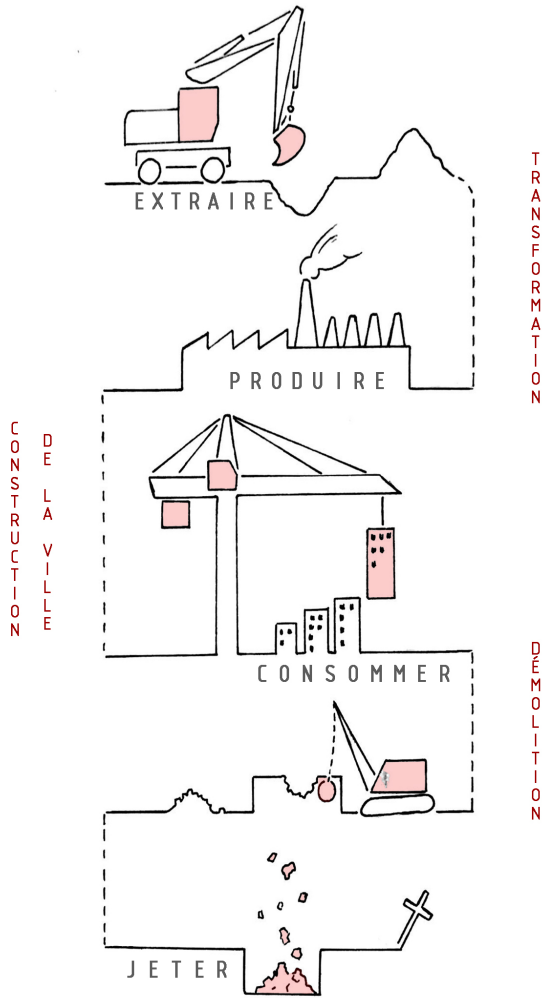 EXTRAIRE
TRANSFORMATION
PRODUIRE
CONSTRUCTION
DE LA VILLE
CONSOMMER
DÉMOLITION
JETER